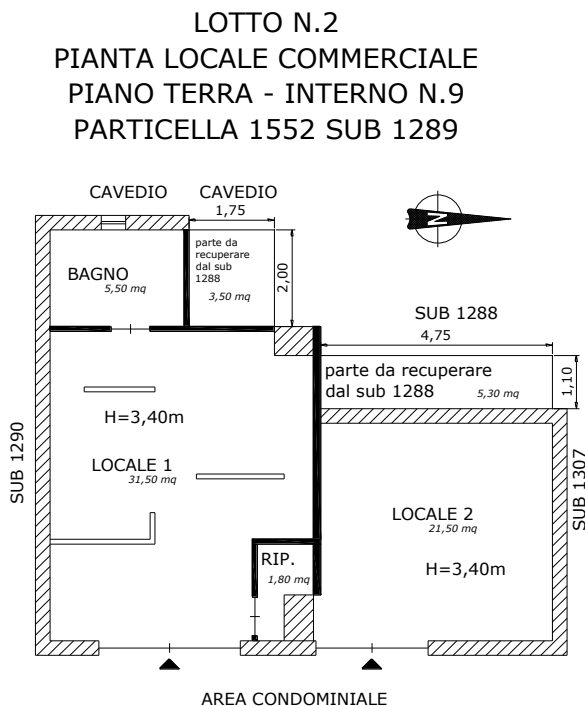 LOTTO N.2
PIANTA LOCALE COMMERCIALE
PIANO TERRA - INTERNO N.9
PARTICELLA 1552 SUB 1289
CAVEDIO
CAVEDIO
1,75
N
parte da
recuperare
dal sub
1288
3,50 mq
2,00
BAGNO
5,50 mq
SUB 1288
4,75
parte da recuperare
dal sub 1288
5,30 mq
1,10
H=3,40m
LOCALE 1
31,50 mq
SUB 1290
LOCALE 2
21,50 mq
SUB 1307
RIP.
1,80 mq
H=3,40m
AREA CONDOMINIALE